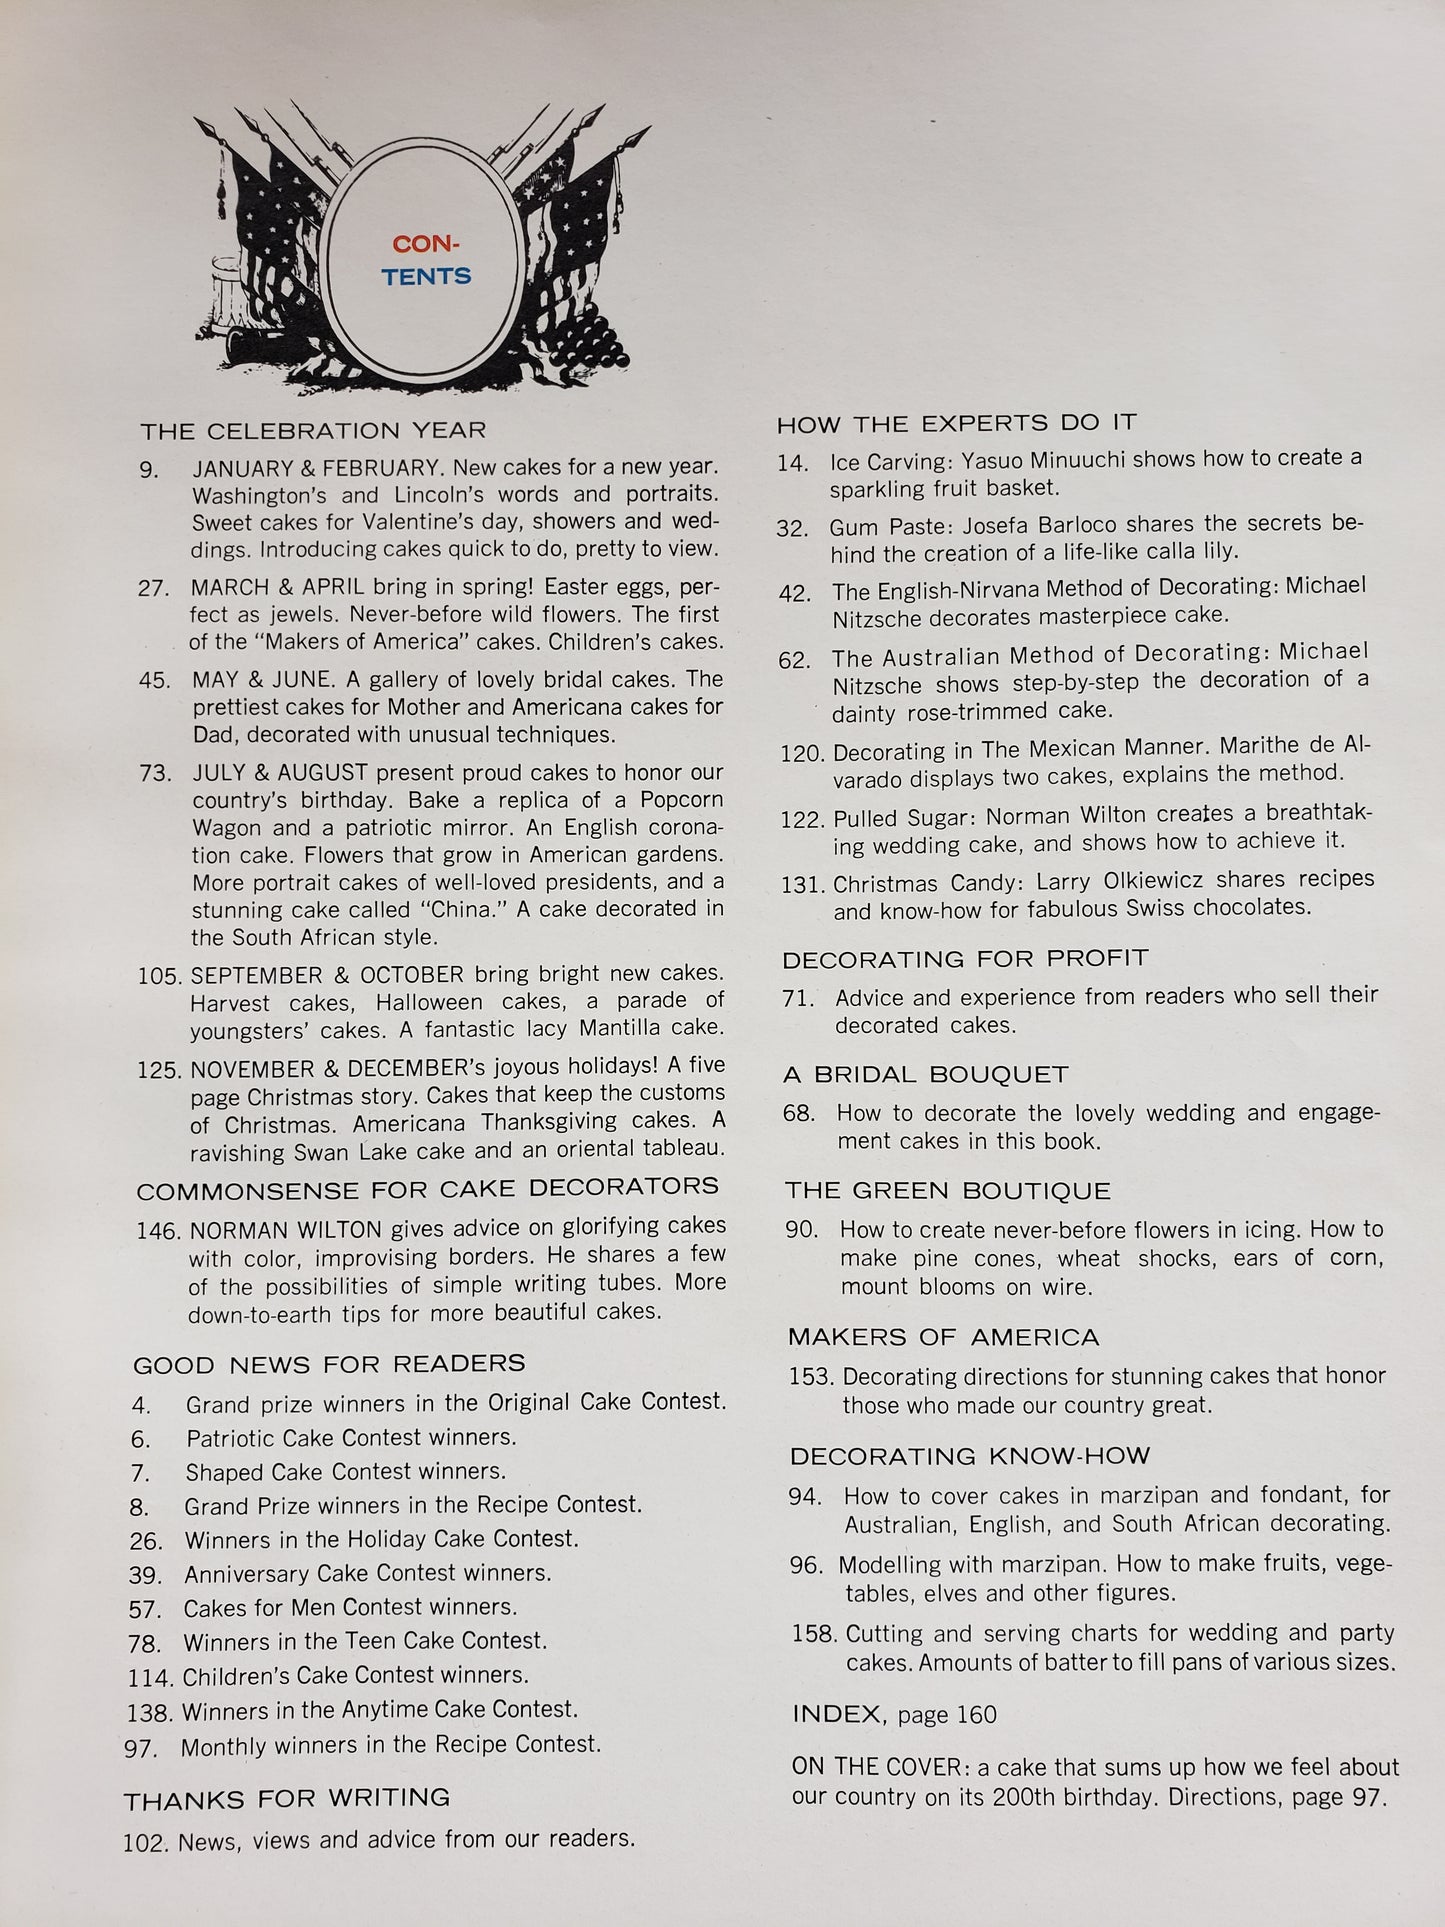 CON-
TENTS
THE CELEBRATION YEAR
9. JANUARY & FEBRUARY. New cakes for a new year.
Washington's and Lincoln's words and portraits.
Sweet cakes for Valentine's day, showers and wed-
dings. Introducing cakes quick to do, pretty to view.
27. MARCH & APRIL bring in spring! Easter eggs, per-
fect as jewels. Never-before wild flowers. The first
of the "Makers of America" cakes. Children's cakes.
45. MAY & JUNE. A gallery of lovely bridal cakes. The
prettiest cakes for Mother and Americana cakes for
Dad, decorated with unusual techniques.
73. JULY & AUGUST present proud cakes to honor our
country's birthday. Bake a replica of a Popcorn
Wagon and a patriotic mirror. An English corona-
tion cake. Flowers that grow in American gardens.
More portrait cakes of well-loved presidents, and a
stunning cake called "China." A cake decorated in
the South African style.
105. SEPTEMBER & OCTOBER bring bright new cakes.
Harvest cakes, Halloween cakes, a parade of
youngsters' cakes. A fantastic lacy Mantilla cake.
125. NOVEMBER & DECEMBER's joyous holidays! A five
page Christmas story. Cakes that keep the customs
of Christmas. Americana Thanksgiving cakes. A
ravishing Swan Lake cake and an oriental tableau.
COMMONSENSE FOR CAKE DECORATORS
146. NORMAN WILTON gives advice on glorifying cakes
with color, improvising borders. He shares a few
of the possibilities of simple writing tubes. More
down-to-earth tips for more beautiful cakes.
GOOD NEWS FOR READERS
4. Grand prize winners in the Original Cake Contest.
6. Patriotic Cake Contest winners.
7. Shaped Cake Contest winners.
8. Grand Prize winners in the Recipe Contest.
26. Winners in the Holiday Cake Contest.
39. Anniversary Cake Contest winners.
57. Cakes for Men Contest winners.
78. Winners in the Teen Cake Contest.
114. Children's Cake Contest winners.
138. Winners in the Anytime Cake Contest.
97. Monthly winners in the Recipe Contest.
THANKS FOR WRITING
102. News, views and advice from our readers.
HOW THE EXPERTS DO IT
14. Ice Carving: Yasuo Minuuchi shows how to create a
sparkling fruit basket.
32. Gum Paste: Josefa Barloco shares the secrets be-
hind the creation of a life-like calla lily.
42. The English-Nirvana Method of Decorating: Michael
Nitzsche decorates masterpiece cake.
62. The Australian Method of Decorating: Michael
Nitzsche shows step-by-step the decoration of a
dainty rose-trimmed cake.
120. Decorating in The Mexican Manner. Marithe de Al-
varado displays two cakes, explains the method.
122. Pulled Sugar: Norman Wilton creates a breathtak-
ing wedding cake, and shows how to achieve it.
131. Christmas Candy: Larry Olkiewicz shares recipes
and know-how for fabulous Swiss chocolates.
DECORATING FOR PROFIT
71. Advice and experience from readers who sell their
decorated cakes.
A BRIDAL BOUQUET
68. How to decorate the lovely wedding and engage-
ment cakes in this book.
THE GREEN BOUTIQUE
90. How to create never-before flowers in icing. How to
make pine cones, wheat shocks, ears of corn,
mount blooms on wire.
MAKERS OF AMERICA
153. Decorating directions for stunning cakes that honor
those who made our country great.
DECORATING KNOW-HOW
94. How to cover cakes in marzipan and fondant, for
Australian, English, and South African decorating.
96. Modelling with marzipan. How to make fruits, vege-
tables, elves and other figures.
158. Cutting and serving charts for wedding and party
cakes. Amounts of batter to fill pans of various sizes.
INDEX, page 160
ON THE COVER: a cake that sums up how we feel about
our country on its 200th birthday. Directions, page 97.